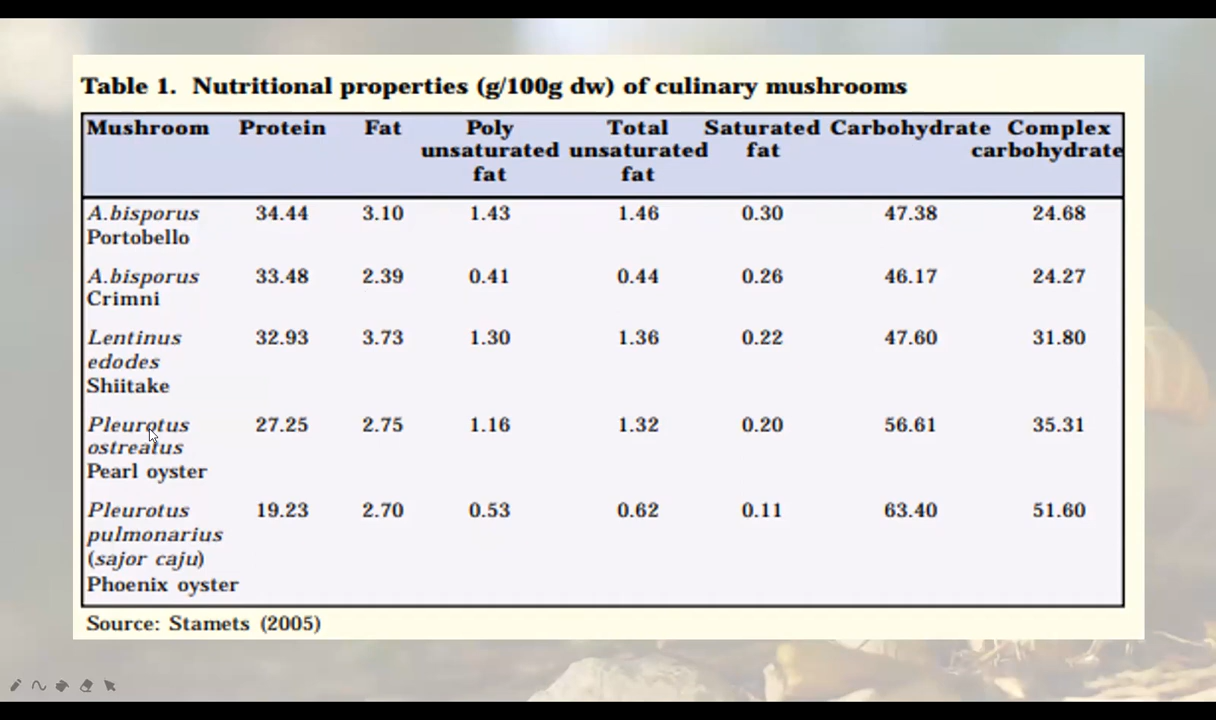 Table 1. Nutritional properties (g/100g dw) of culinary mushrooms
Mushroom Protein Fat Poly unsaturated fat Total unsaturated fat Saturated fat Carbohydrate Complex carbohydrate
A.bisporus 34.44 3.10 1.43 1.46 0.30 47.38 24.68
Portobello
A.bisporus 33.48 2.39 0.41 0.44 0.26 46.17 24.27
Crimni
Lentinus 32.93 3.73 1.30 1.36 0.22 47.60 31.80
edodes
Shiitake
Pleurotus 27.25 2.75 1.16 1.32 0.20 56.61 35.31
ostreatus
Pearl oyster
Pleurotus 19.23 2.70 0.53 0.62 0.11 63.40 51.60
pulmonarius
(sajor caju)
Phoenix oyster
Source: Stamets (2005)